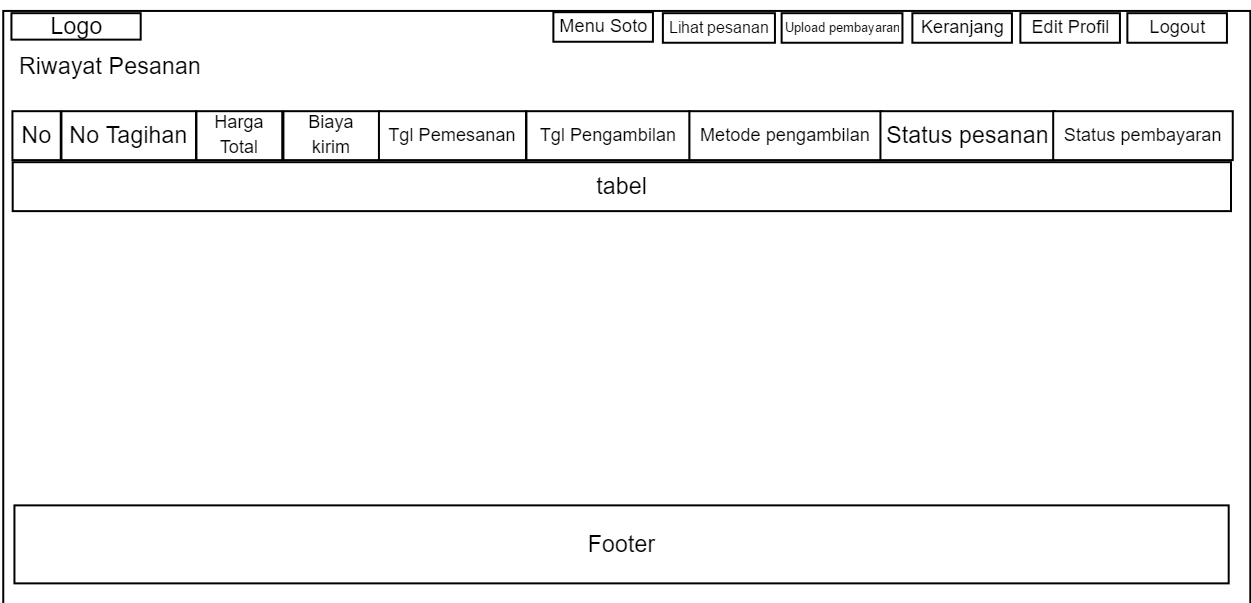 Logo
Menu Soto
Lihat pesanan
Upload pembayaran
Keranjang
Edit Profil
Logout
Riwayat Pesanan
No
No Tagihan
Harga
Total
Biaya
kirim
Tgl Pemesanan
Tgl Pengambilan
Metode pengambilan
Status pesanan
Status pembayaran
tabel
Footer